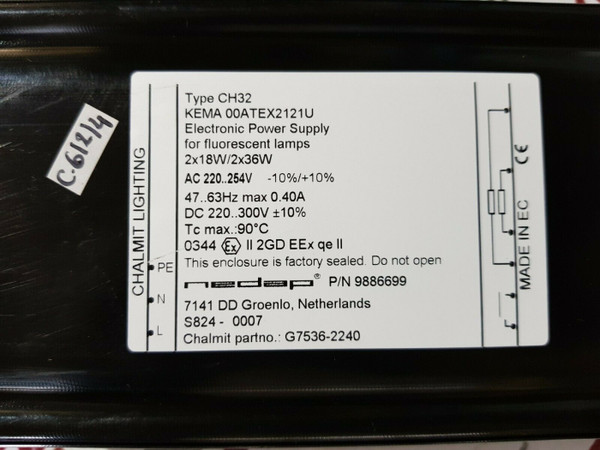 C-612/4
CHALMIT LIGHTING
PE
N
L
Type CH32
KEMA 00ATEX2121U
Electronic Power Supply
for fluorescent lamps
2x18W/2x36W
AC 220..254V -10%/+10%
47..63Hz max 0.40A
DC 220..300V ±10%
Tc max.:90°C
0344 Ex II 2GD EEx qe II
This enclosure is factory sealed. Do not open
nedap® P/N 9886699
7141 DD Groenlo, Netherlands
S824 - 0007
Chalmit partno.: G7536-2240
MADE IN EC CE